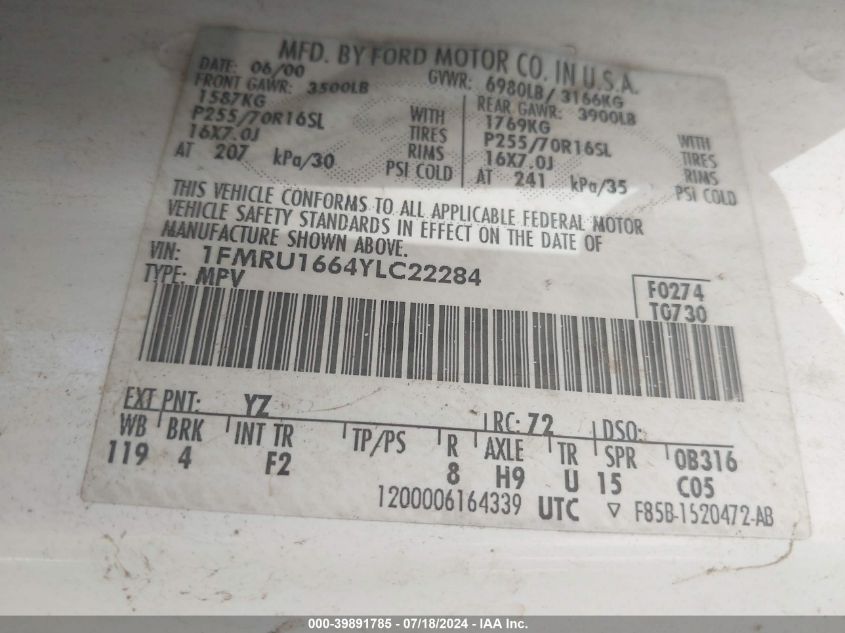 MFD. BY FORD MOTOR CO. IN U.S.A.
DATE: 06/00 GVWR: 6980LB/ 3166KG
FRONT GAWR: 3500LB REAR GAWR: 3900LB
1587KG WITH 1769KG WITH
P255/70R16SL TIRES P255/70R16SL TIRES
16X7.0J RIMS 16X7.0J RIMS
AT 207 kPa/30 PSI COLD AT 241 kPa/35 PSI COLD
THIS VEHICLE CONFORMS TO ALL APPLICABLE FEDERAL MOTOR
VEHICLE SAFETY STANDARDS IN EFFECT ON THE DATE OF
MANUFACTURE SHOWN ABOVE.
VIN: 1FMRU1664YLC22284
TYPE: MPV
F0274
T0730
EXT PNT: YZ RC: 72 DSO:
WB BRK INT TR TP/PS R AXLE TR SPR 0B316
119 4 F2 8 H9 U 15 C05
1200006164339 UTC ▽ F85B-1520472-AB
000-39891785 - 07/18/2024 - IAA Inc.